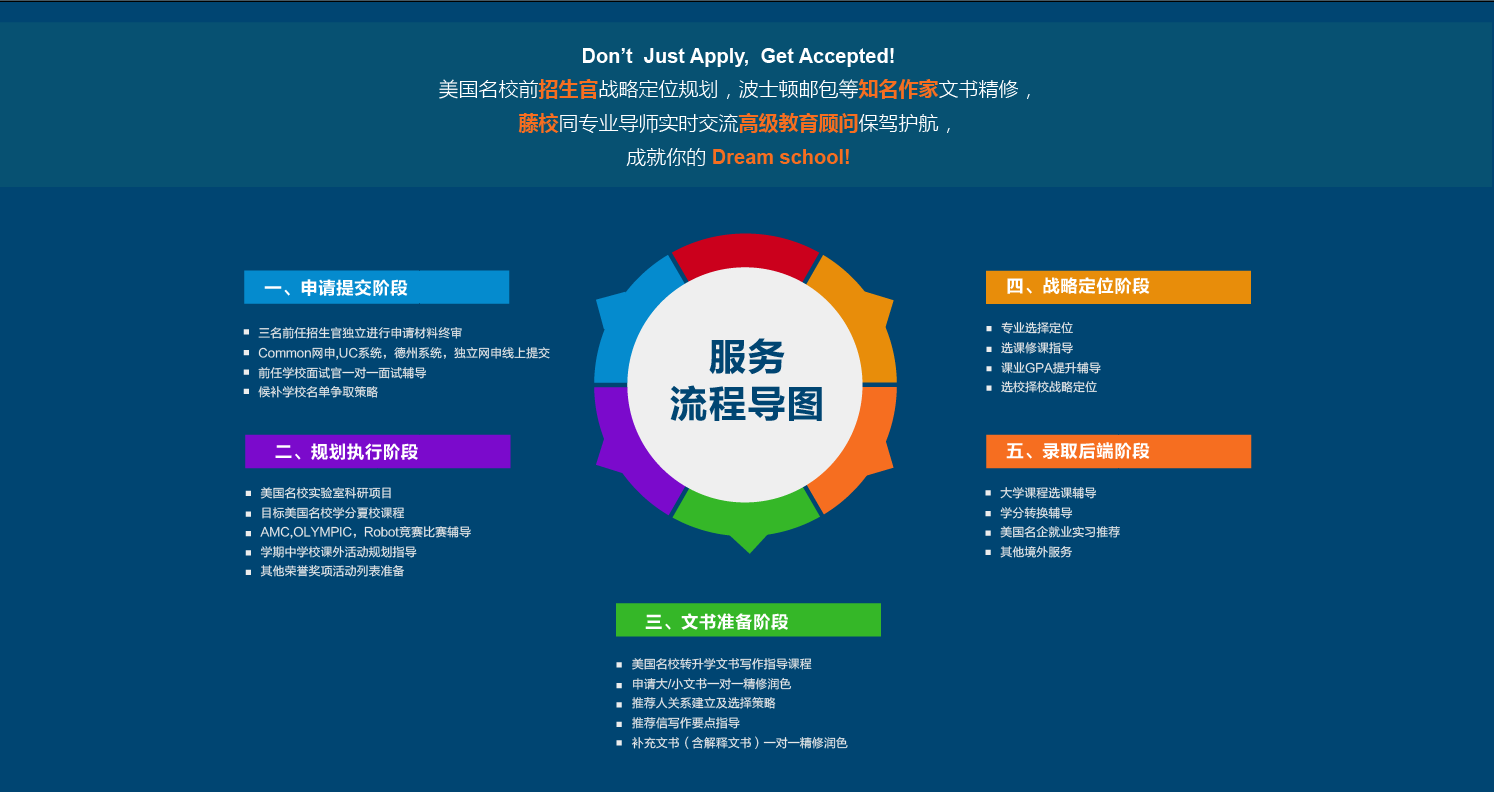 Don't Just Apply, Get Accepted!
美国名校前招生官战略定位规划，波士顿邮包等知名作家文书精修，
藤校同专业导师实时交流高级教育顾问保驾护航，
成就你的 Dream school!
服务
流程导图
一、申请提交阶段
三名前任招生官独立进行申请材料终审
Common网申,UC系统，德州系统，独立网申线上提交
前任学校面试官一对一面试辅导
候补学校名单争取策略
二、规划执行阶段
美国名校实验室科研项目
目标美国名校学分夏校课程
AMC,OLYMPIC，Robot竞赛比赛辅导
学期中学校课外活动规划指导
其他荣誉奖项活动列表准备
三、文书准备阶段
美国名校转升学文书写作指导课程
申请大/小文书一对一精修润色
推荐人关系建立及选择策略
推荐信写作要点指导
补充文书（含解释文书）一对一精修润色
四、战略定位阶段
专业选择定位
选课修课指导
课业GPA提升辅导
选校择校战略定位
五、录取后端阶段
大学课程选课辅导
学分转换辅导
美国名企就业实习推荐
其他境外服务